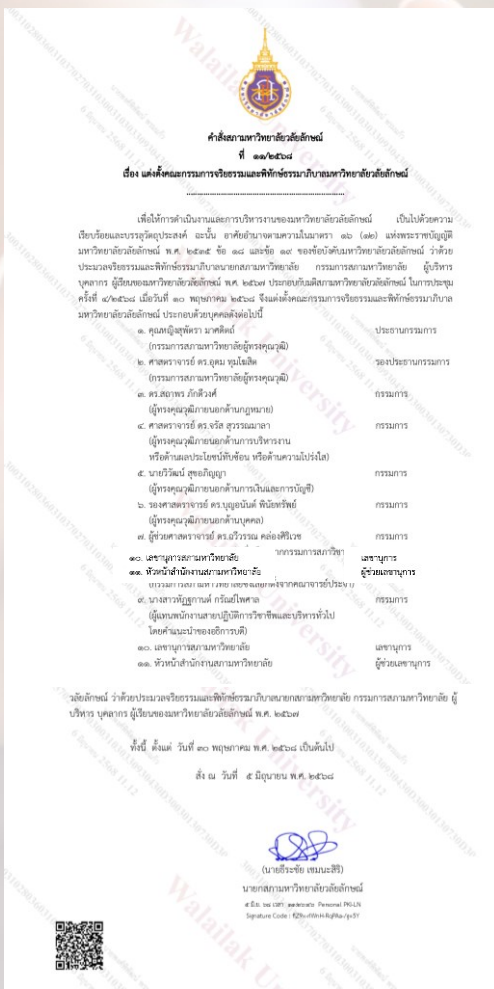 คำสั่งสภามหาวิทยาลัยวลัยลักษณ์
ที่ ๑๑/๒๕๖๘
เรื่อง แต่งตั้งคณะกรรมการจริยธรรมและพิทักษ์ธรรมาภิบาลมหาวิทยาลัยวลัยลักษณ์
เพื่อให้การดำเนินงานและการบริหารงานของมหาวิทยาลัยวลัยลักษณ์ เป็นไปด้วยความ
เรียบร้อยและบรรลุวัตถุประสงค์ ฉะนั้น อาศัยอำนาจตามความในมาตรา ๑๖ (๑๒) แห่งพระราชบัญญัติ
มหาวิทยาลัยวลัยลักษณ์ พ.ศ. ๒๕๓๕ ข้อ ๑๘ และข้อ ๑๙ ของข้อบังคับมหาวิทยาลัยวลัยลักษณ์ ว่าด้วย
ประมวลจริยธรรมและพิทักษ์ธรรมาภิบาลนายกสภามหาวิทยาลัย กรรมการสภามหาวิทยาลัย ผู้บริหาร
บุคลากร ผู้เรียนของมหาวิทยาลัยวลัยลักษณ์ พ.ศ. ๒๕๖๗ ประกอบกับมติสภามหาวิทยาลัยวลัยลักษณ์ ในการประชุม
ครั้งที่ ๔/๒๕๖๘ เมื่อวันที่ ๑๐ พฤษภาคม ๒๕๖๘ จึงแต่งตั้งคณะกรรมการจริยธรรมและพิทักษ์ธรรมาภิบาล
มหาวิทยาลัยวลัยลักษณ์ ประกอบด้วยบุคคลดังต่อไปนี้
๑. คุณหญิงสุพัตรา มาศดิตถ์ ประธานกรรมการ
(กรรมการสภามหาวิทยาลัยผู้ทรงคุณวุฒิ)
๒. ศาสตราจารย์ ดร.อุดม ทุมโฆสิต รองประธานกรรมการ
(กรรมการสภามหาวิทยาลัยผู้ทรงคุณวุฒิ)
๓. ดร.สถาพร ภักดีวงศ์ กรรมการ
(ผู้ทรงคุณวุฒิภายนอกด้านกฎหมาย)
๔. ศาสตราจารย์ ดร.จรัส สุวรรณมาลา กรรมการ
(ผู้ทรงคุณวุฒิภายนอกด้านการบริหารงาน
หรือด้านผลประโยชน์ทับซ้อน หรือด้านความโปร่งใส)
๕. นายวิวัฒน์ สุขอภิญญา กรรมการ
(ผู้ทรงคุณวุฒิภายนอกด้านการเงินและการบัญชี)
๖. รองศาสตราจารย์ ดร.บุญอนันต์ พินัยทรัพย์ กรรมการ
(ผู้ทรงคุณวุฒิภายนอกด้านบุคคล)
๗. ผู้ช่วยศาสตราจารย์ ดร.ฉวีวรรณ คล่องศิริเวช กรรมการ
ากกรรมการสภาวิชา
๑๐. เลขานุการสภามหาวิทยาลัย เลขานุการ
๑๑. หัวหน้าสำนักงานสภามหาวิทยาลัย ผู้ช่วยเลขานุการ
(กรรมการสภามหาวิทยาลัยซึ่งเลือกตั้งจากคณาจารย์ประจำ)
๙. นางสาวหัฏฐกานต์ กรัณย์ไพศาล กรรมการ
(ผู้แทนพนักงานสายปฏิบัติการวิชาชีพและบริหารทั่วไป
โดยคำแนะนำของอธิการบดี)
๑๐. เลขานุการสภามหาวิทยาลัย เลขานุการ
๑๑. หัวหน้าสำนักงานสภามหาวิทยาลัย ผู้ช่วยเลขานุการ
วลัยลักษณ์ ว่าด้วยประมวลจริยธรรมและพิทักษ์ธรรมาภิบาลนายกสภามหาวิทยาลัย กรรมการสภามหาวิทยาลัย ผู้
บริหาร บุคลากร ผู้เรียนของมหาวิทยาลัยวลัยลักษณ์ พ.ศ. ๒๕๖๗
ทั้งนี้ ตั้งแต่ วันที่ ๓๐ พฤษภาคม พ.ศ. ๒๕๖๘ เป็นต้นไป
สั่ง ณ วันที่ ๕ มิถุนายน พ.ศ. ๒๕๖๘
(นายธีระชัย เชมนะสิริ)
นายกสภามหาวิทยาลัยวลัยลักษณ์
Walailak University